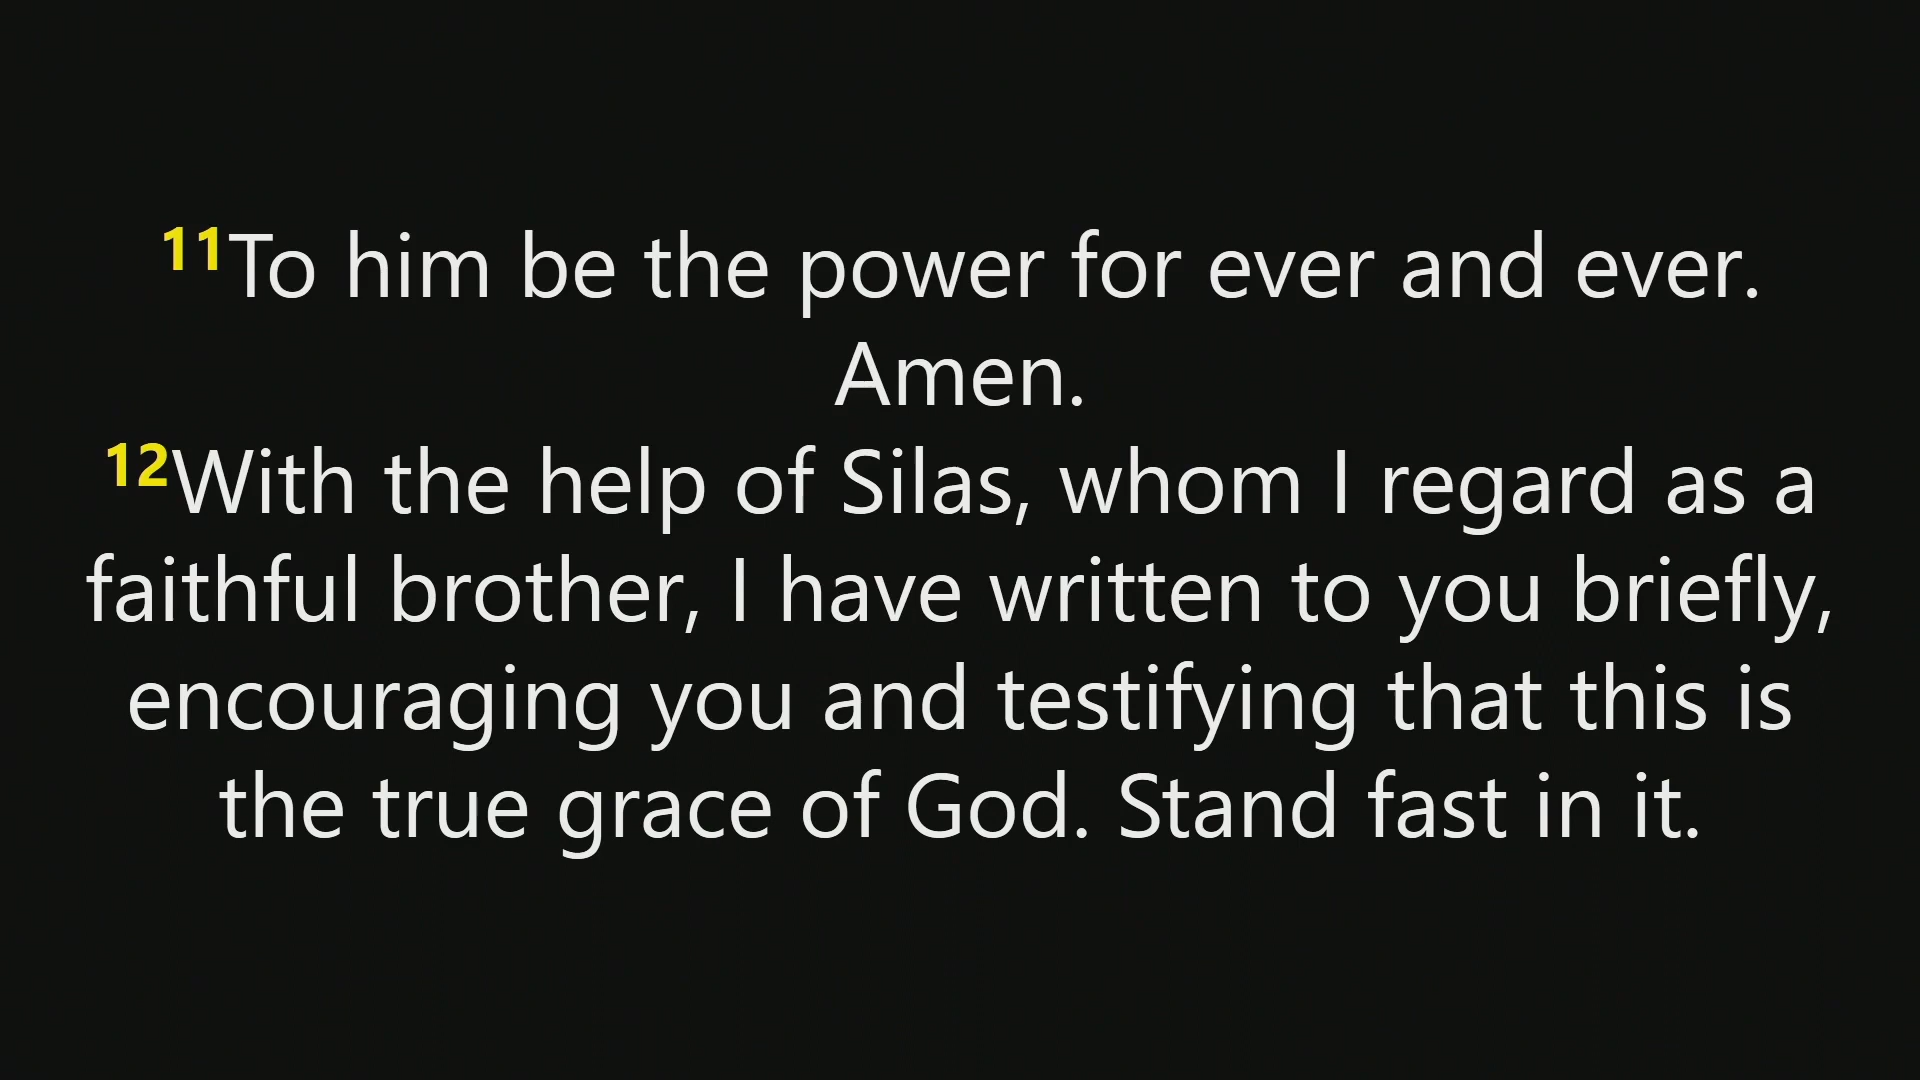 11To him be the power for ever and ever.
Amen.
12With the help of Silas, whom I regard as a
faithful brother, I have written to you briefly,
encouraging you and testifying that this is
the true grace of God. Stand fast in it.